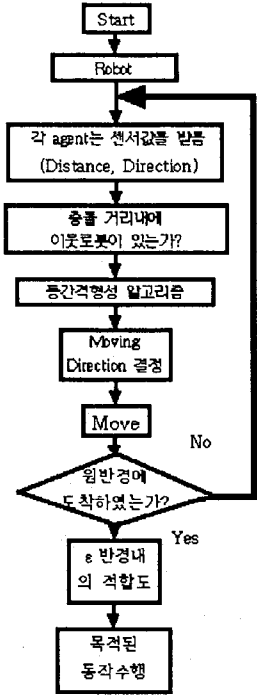 Start
Robot
각 agent는 센서값를 받음
(Distance, Direction)
충돌 거리내에
이웃로봇이 있는가?
등간격형성 알고리즘
Moving
Direction 결정
Move
No
원반경에
도착하였는가?
Yes
ε 반경내
의 적합도
목적된
동작수행